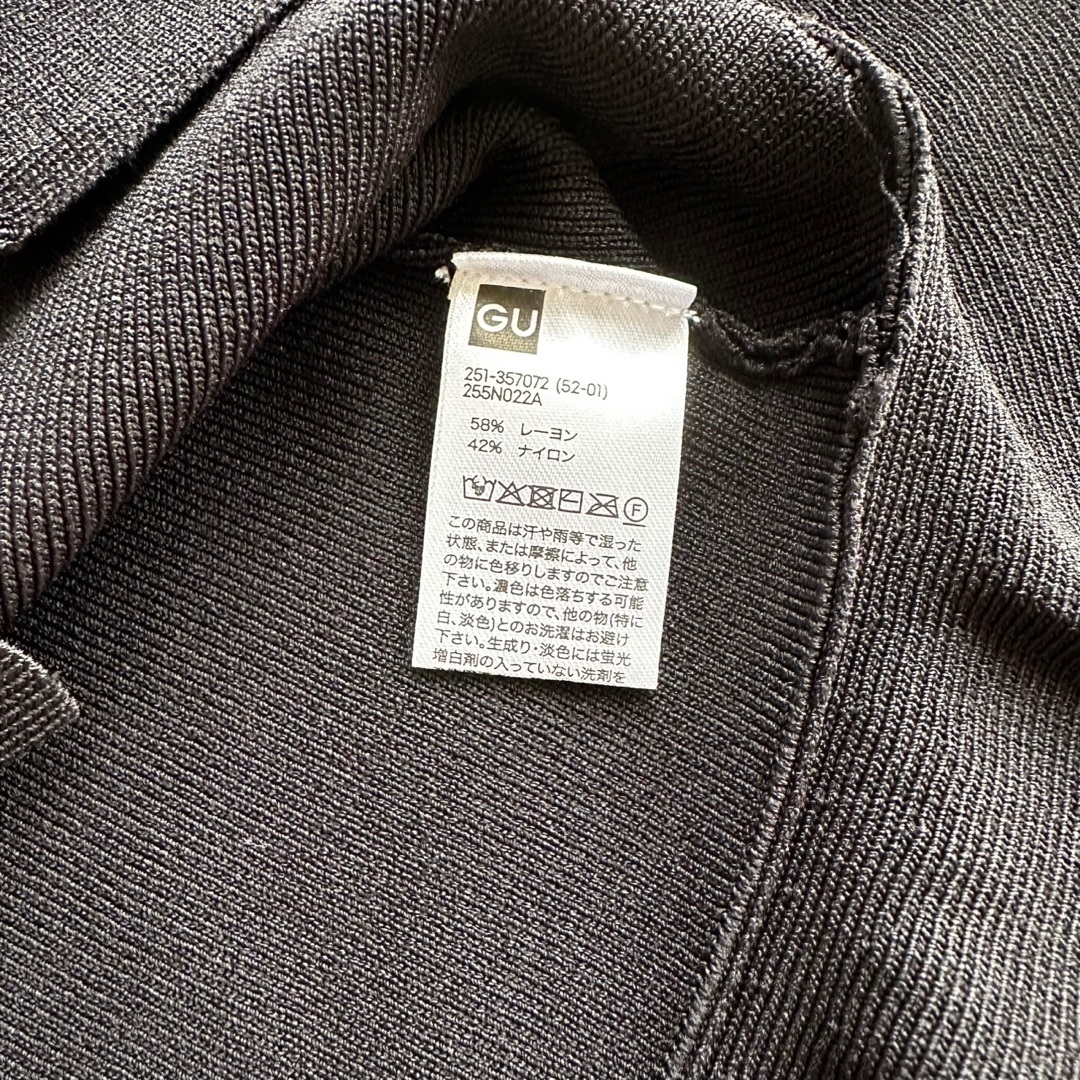 GU
251-357072 (52-01)
255N022A
58% レーヨン
42% ナイロン
F
この商品は汗や雨等で湿った
状態、または摩擦によって、他
の物に色移りしますのでご注意
下さい。濃色は色落ちする可能
性がありますので、他の物(特に
白、淡色)とのお洗濯はお避け
下さい。生成り・淡色には蛍光
増白剤の入っていない洗剤を